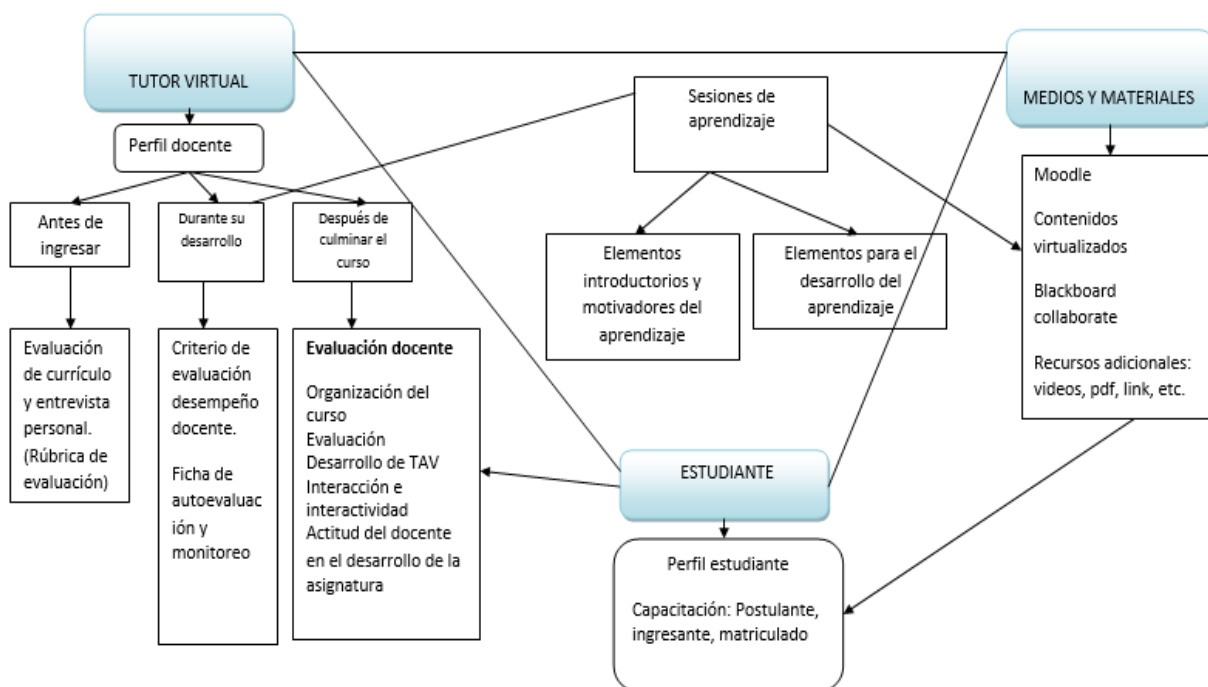 TUTOR VIRTUAL
MEDIOS Y MATERIALES
Sesiones de
aprendizaje
Perfil docente
Antes de
ingresar
Durante su
desarrollo
Después de
culminar el
curso
Elementos
introductorios y
motivadores del
aprendizaje
Elementos para el
desarrollo del
aprendizaje
Moodle
Contenidos
virtualizados
Blackboard
collaborate
Recursos adicionales:
videos, pdf, link, etc.
Evaluación
de currículo
y entrevista
personal.
(Rúbrica de
evaluación)
Criterio de
evaluación
desempeño
docente.
Ficha de
autoevaluac
ión y
monitoreo
Evaluación docente
Organización del
curso
Evaluación
Desarrollo de TAV
Interacción e
interactividad
Actitud del docente
en el desarrollo de la
asignatura
ESTUDIANTE
Perfil estudiante
Capacitación: Postulante,
ingresante, matriculado